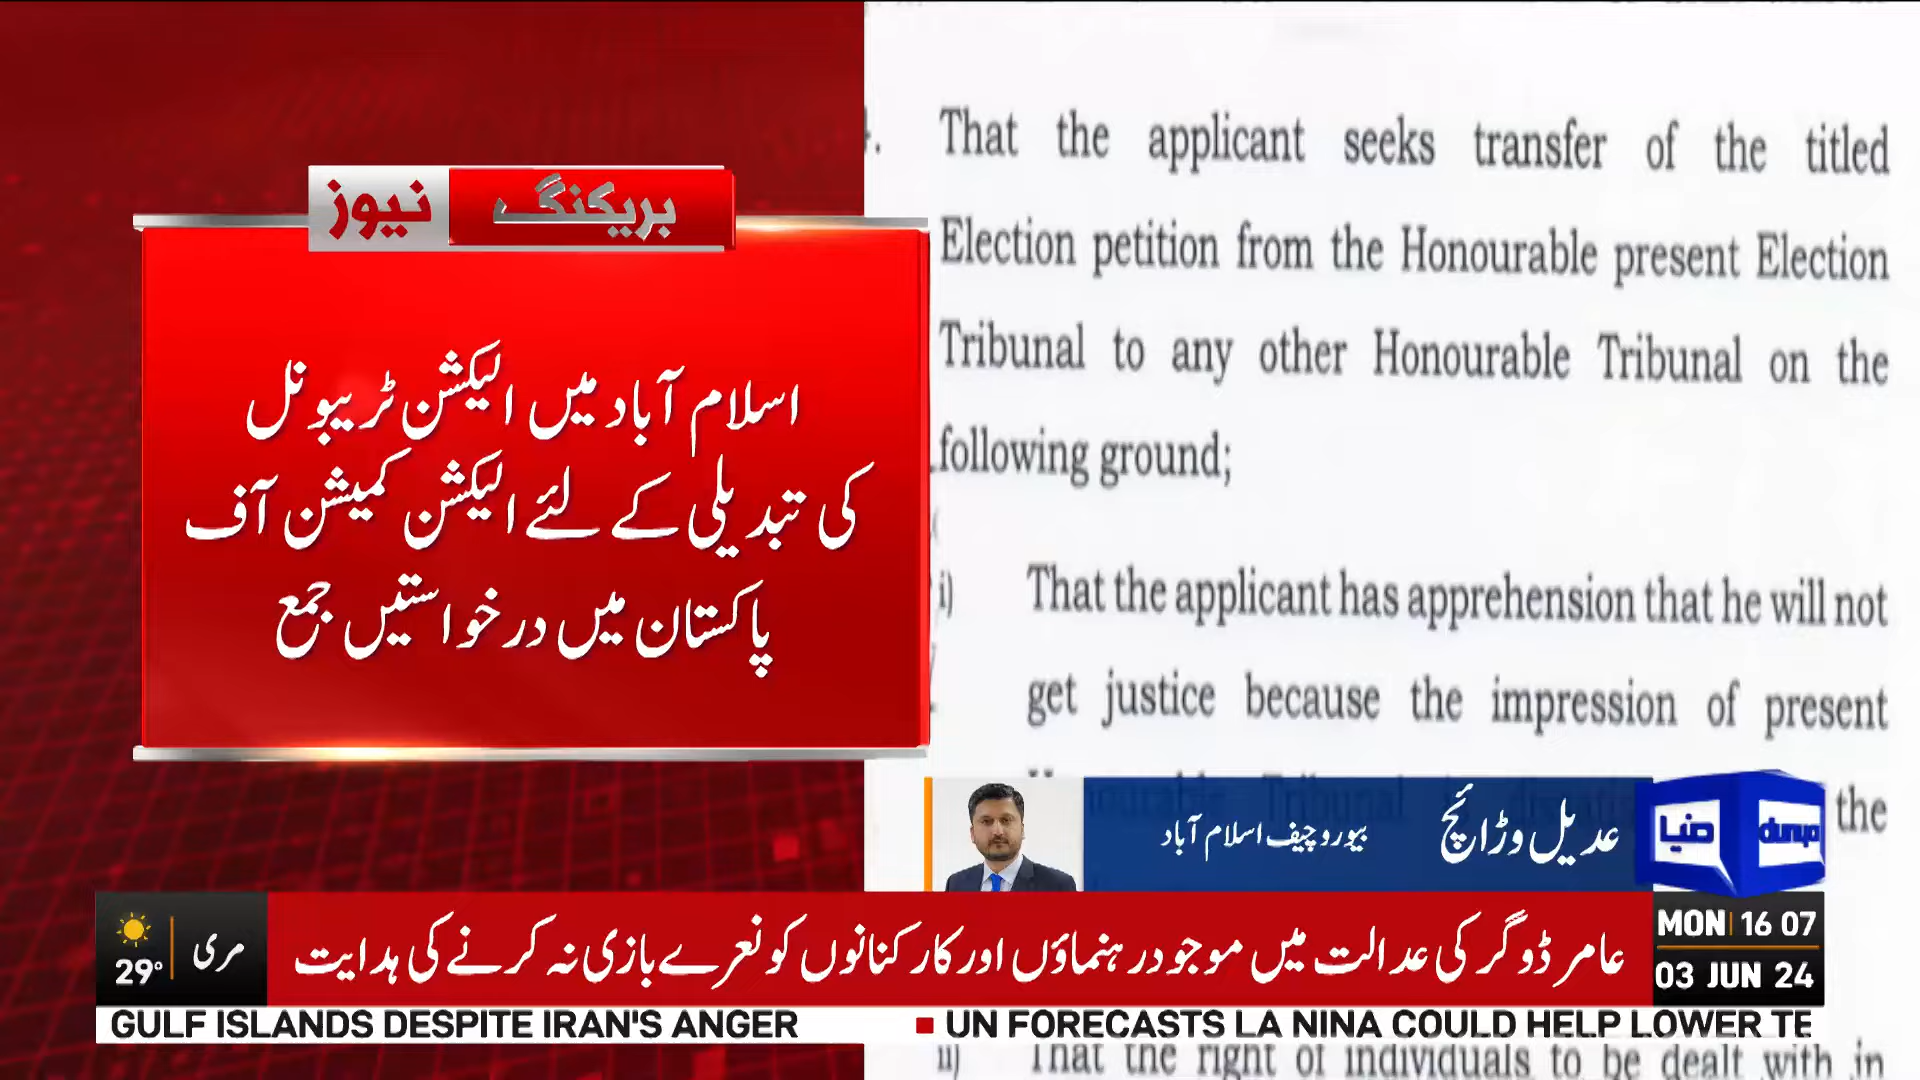 بریکنگ نیوز
اسلام آباد میں الیکشن ٹریبونل
کی تبدیلی کے لئے الیکشن کمیشن آف
پاکستان میں درخواستیں جمع
That the applicant seeks transfer of the titled
Election petition from the Honourable present Election
Tribunal to any other Honourable Tribunal on the
following ground;
i) That the applicant has apprehension that he will not
get justice because the impression of present
the
عدیل وڑائچ بیورو چیف اسلام آباد
دنیا dunya
عامر ڈوگر کی عدالت میں موجود رہنماؤں اور کارکنانوں کو نعرے بازی نہ کرنے کی ہدایت
مری
29°
MON 16 07
03 JUN 24
GULF ISLANDS DESPITE IRAN'S ANGER ■ UN FORECASTS LA NINA COULD HELP LOWER TE
ii) That the right of individuals to be dealt with in